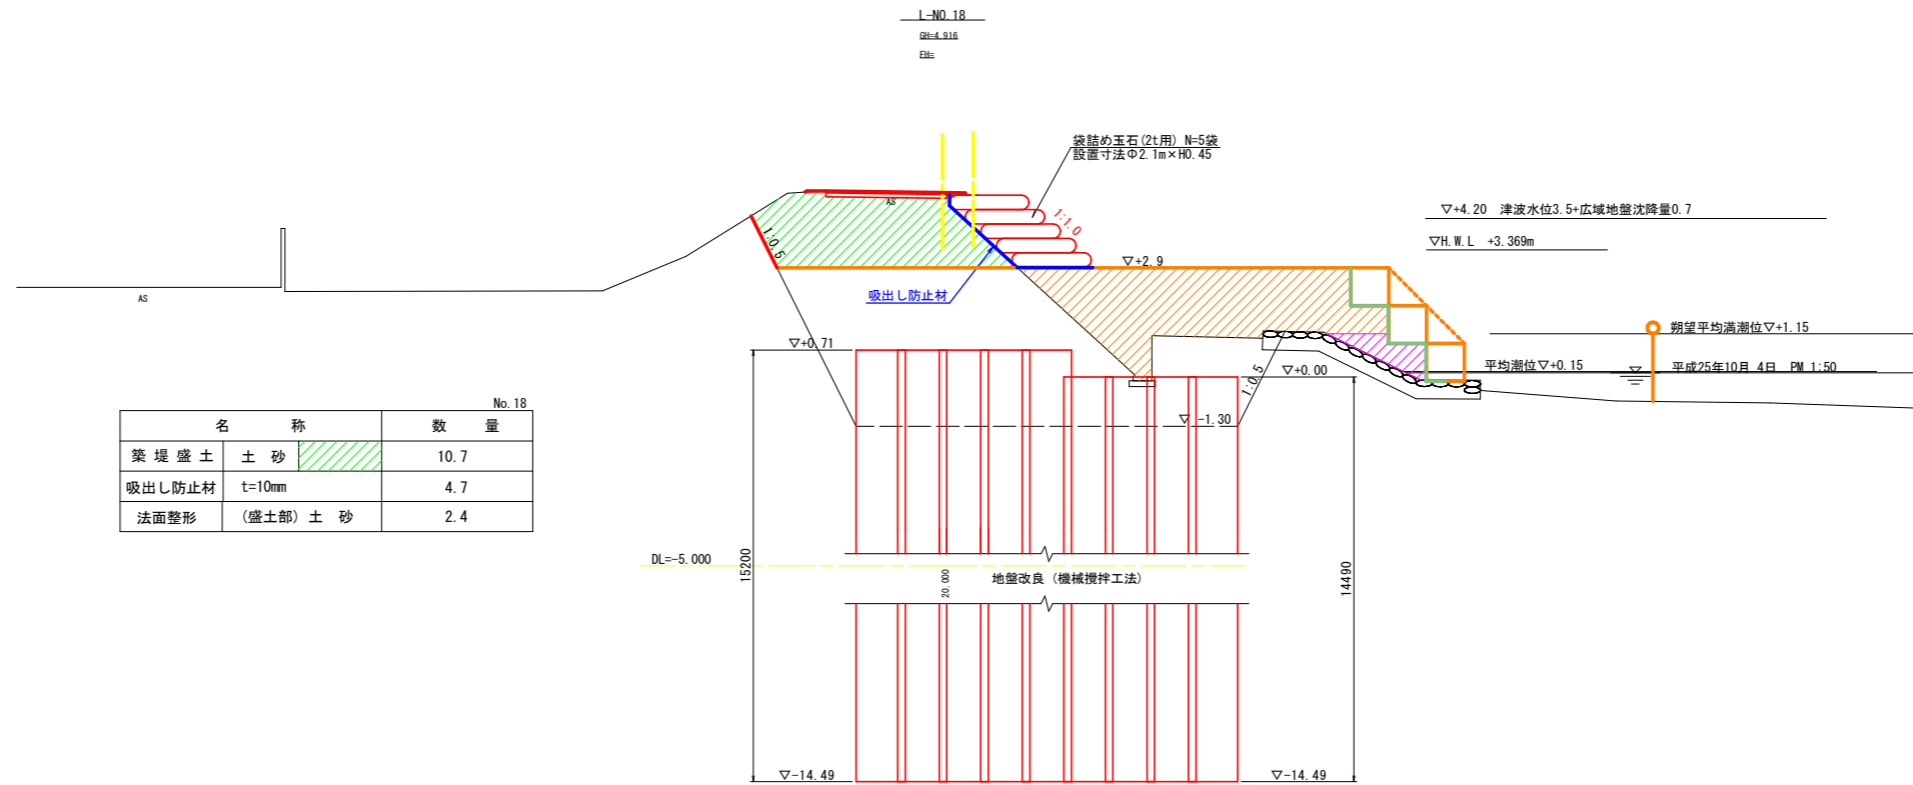 L-NO.18
GH=4.916
FH=
袋詰め玉石(2t用) N=5袋
設置寸法Φ2.1m×H0.45
1:1.0
AS
1:0.5
▽+4.20 津波水位3.5+広域地盤沈降量0.7
▽H.W.L +3.369m
▽+2.9
吸出し防止材
AS
朔望平均満潮位▽+1.15
▽+0.71
平均潮位▽+0.15
平成25年10月 4日 PM 1:50
▽+0.00
1:0.5
▽ -1.30
No.18
名 称 数 量
築 堤 盛 土 土 砂 10.7
吸出し防止材 t=10mm 4.7
法面整形 (盛土部) 土 砂 2.4
DL=-5.000
15200
20.000
地盤改良 (機械攪拌工法)
14490
▽-14.49
▽-14.49